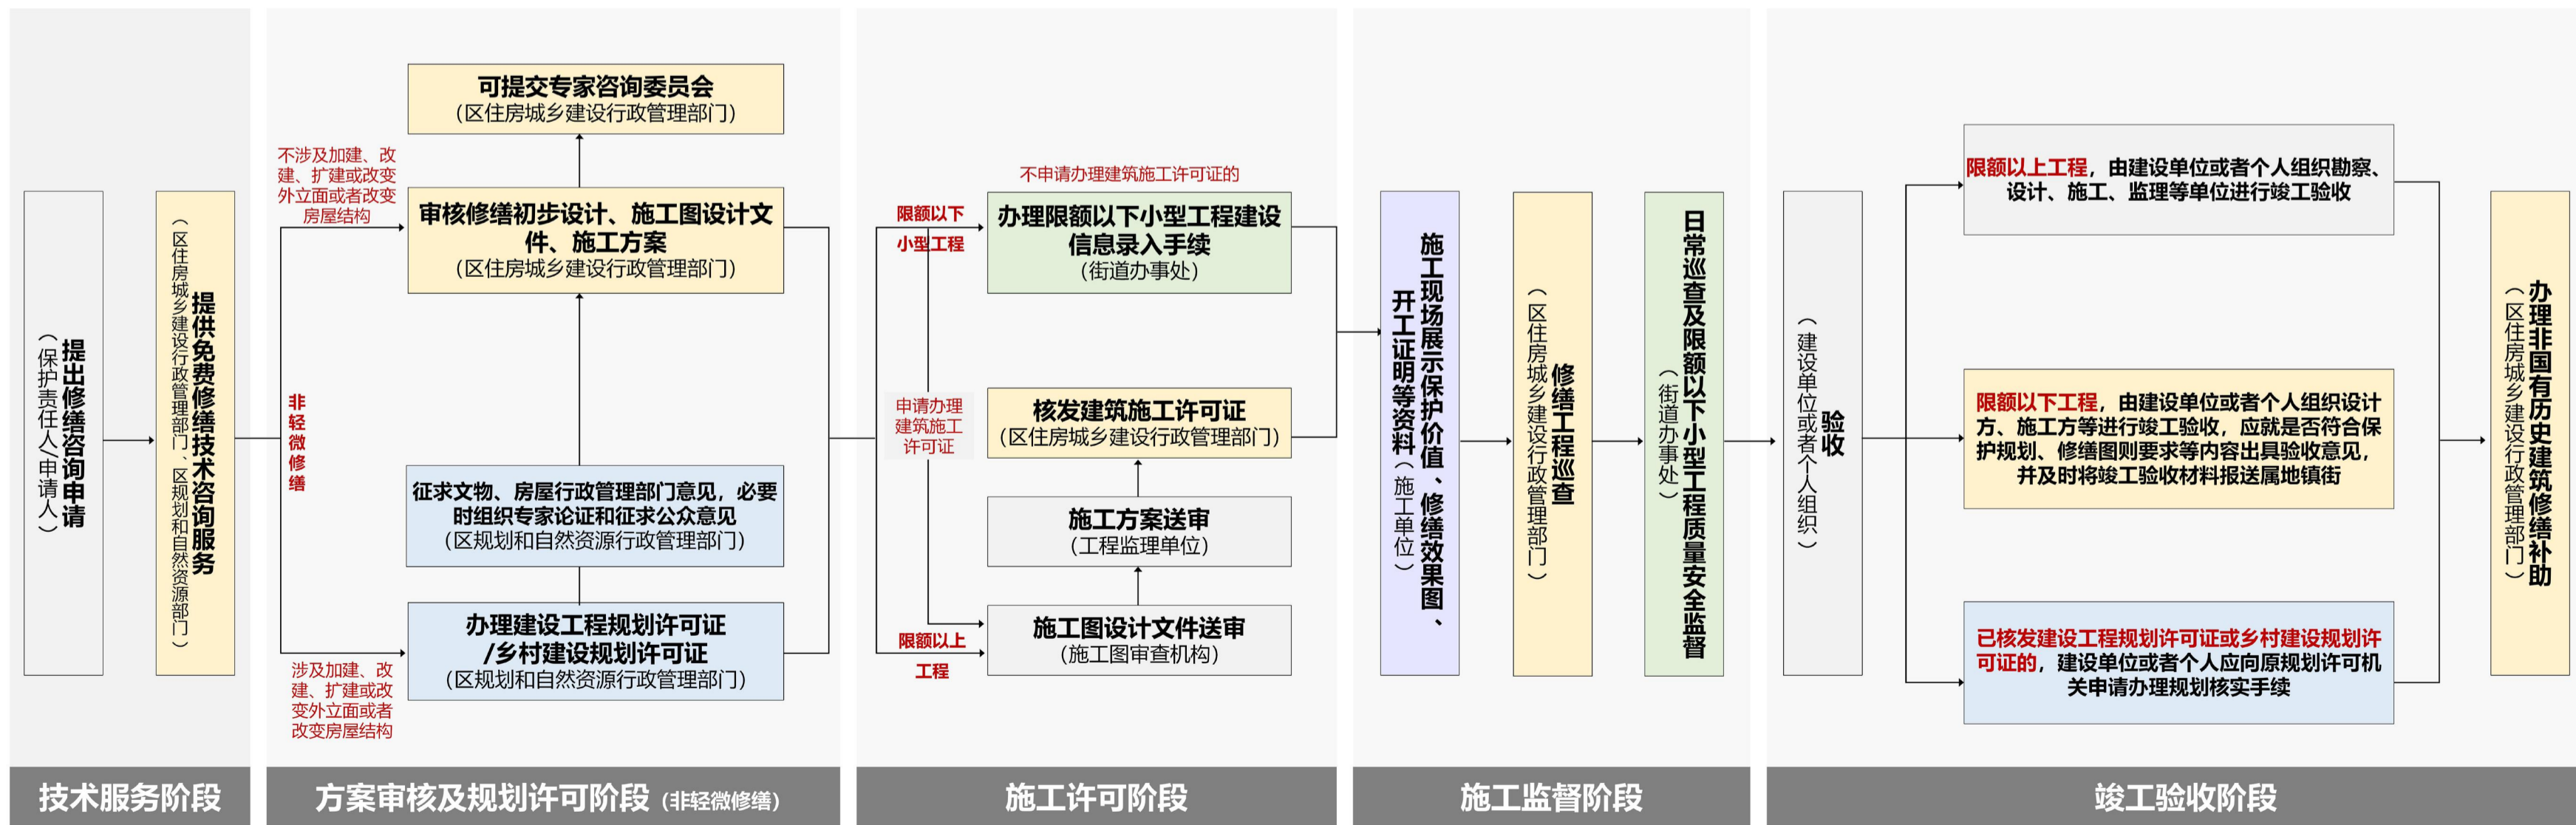 提出修缮咨询申请
（保护责任人/申请人）
提供免费修缮技术咨询服务
（区住房城乡建设行政管理部门、区规划和自然资源部门）
技术服务阶段
非轻微修缮
不涉及加建、改
建、扩建或改变
外立面或者改变
房屋结构
可提交专家咨询委员会
（区住房城乡建设行政管理部门）
审核修缮初步设计、施工图设计文
件、施工方案
（区住房城乡建设行政管理部门）
征求文物、房屋行政管理部门意见，必要
时组织专家论证和征求公众意见
（区规划和自然资源行政管理部门）
办理建设工程规划许可证
/乡村建设规划许可证
（区规划和自然资源行政管理部门）
涉及加建、改
建、扩建或改
变外立面或者
改变房屋结构
方案审核及规划许可阶段（非轻微修缮）
不申请办理建筑施工许可证的
限额以下
小型工程
办理限额以下小型工程建设
信息录入手续
（街道办事处）
申请办理
建筑施工
许可证
核发建筑施工许可证
（区住房城乡建设行政管理部门）
施工方案送审
（工程监理单位）
限额以上
工程
施工图设计文件送审
（施工图审查机构）
施工许可阶段
施工现场展示保护价值、修缮效果图、
开工证明等资料（施工单位）
修缮工程巡查
（区住房城乡建设行政管理部门）
日常巡查及限额以下小型工程质量安全监督
（街道办事处）
施工监督阶段
验收
（建设单位或者个人组织）
限额以上工程，由建设单位或者个人组织勘察、
设计、施工、监理等单位进行竣工验收
限额以下工程，由建设单位或者个人组织设计
方、施工方等进行竣工验收，应就是否符合保
护规划、修缮图则要求等内容出具验收意见，
并及时将竣工验收材料报送属地镇街
已核发建设工程规划许可证或乡村建设规划许
可证的，建设单位或者个人应向原规划许可机
关申请办理规划核实手续
办理非国有历史建筑修缮补助
（区住房城乡建设行政管理部门）
竣工验收阶段